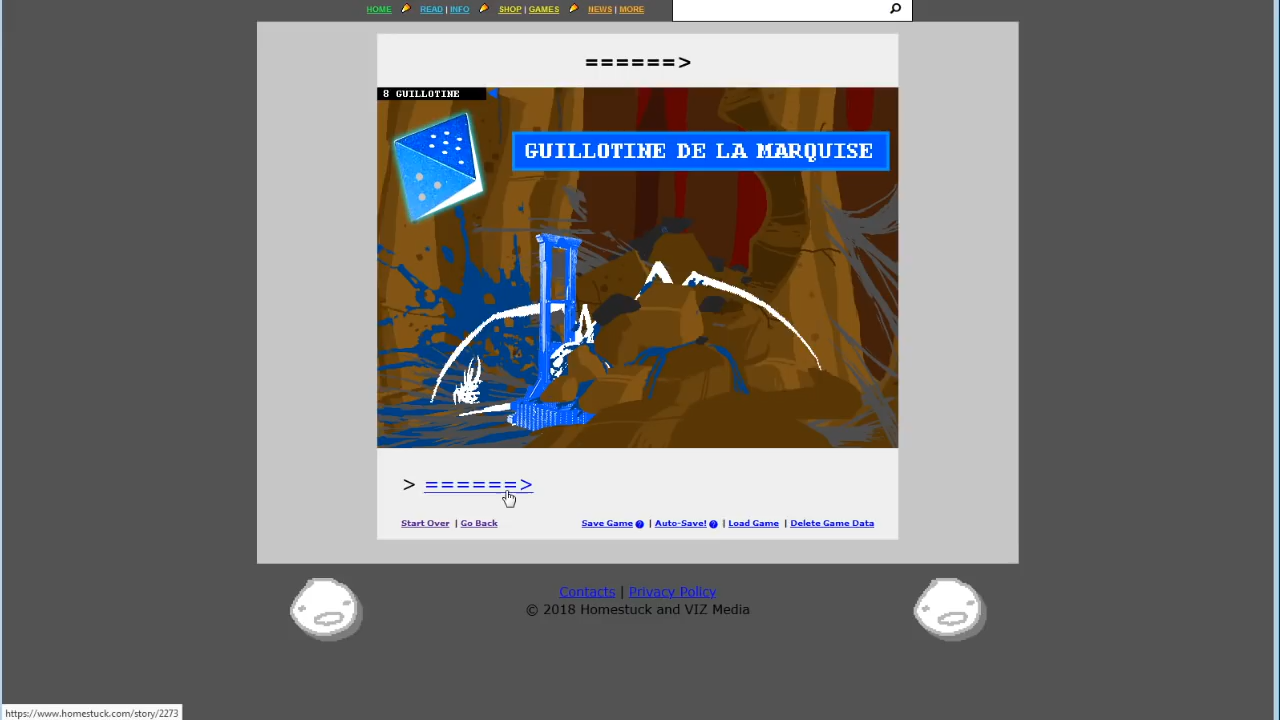 HOME READ | INFO SHOP | GAMES NEWS | MORE
======>
8 GUILLOTINE
GUILLOTINE DE LA MARQUISE
> ======>
Start Over | Go Back Save Game ? | Auto-Save! ? | Load Game | Delete Game Data
Contacts | Privacy Policy
© 2018 Homestuck and VIZ Media
https://www.homestuck.com/story/2273